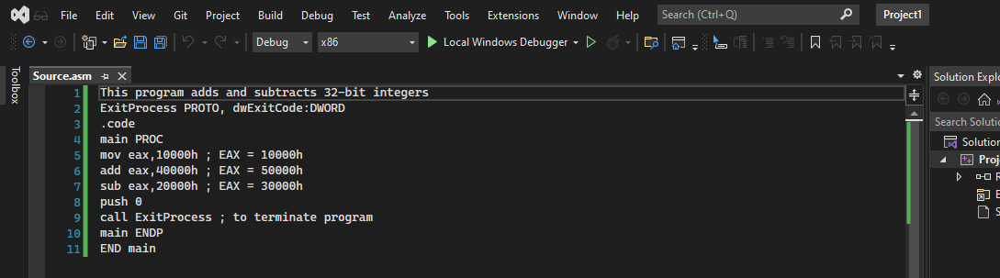 File Edit View Git Project Build Debug Test Analyze Tools Extensions Window Help Search (Ctrl+Q) Project1
Debug x86 Local Windows Debugger
Toolbox
Source.asm
Solution Explo
1 This program adds and subtracts 32-bit integers
2 ExitProcess PROTO, dwExitCode:DWORD
3 .code
4 main PROC
5 mov eax,10000h ; EAX = 10000h
6 add eax,40000h ; EAX = 50000h
7 sub eax,20000h ; EAX = 30000h
8 push 0
9 call ExitProcess ; to terminate program
10 main ENDP
11 END main
Search Solution
Solution
Proj
R
E
S